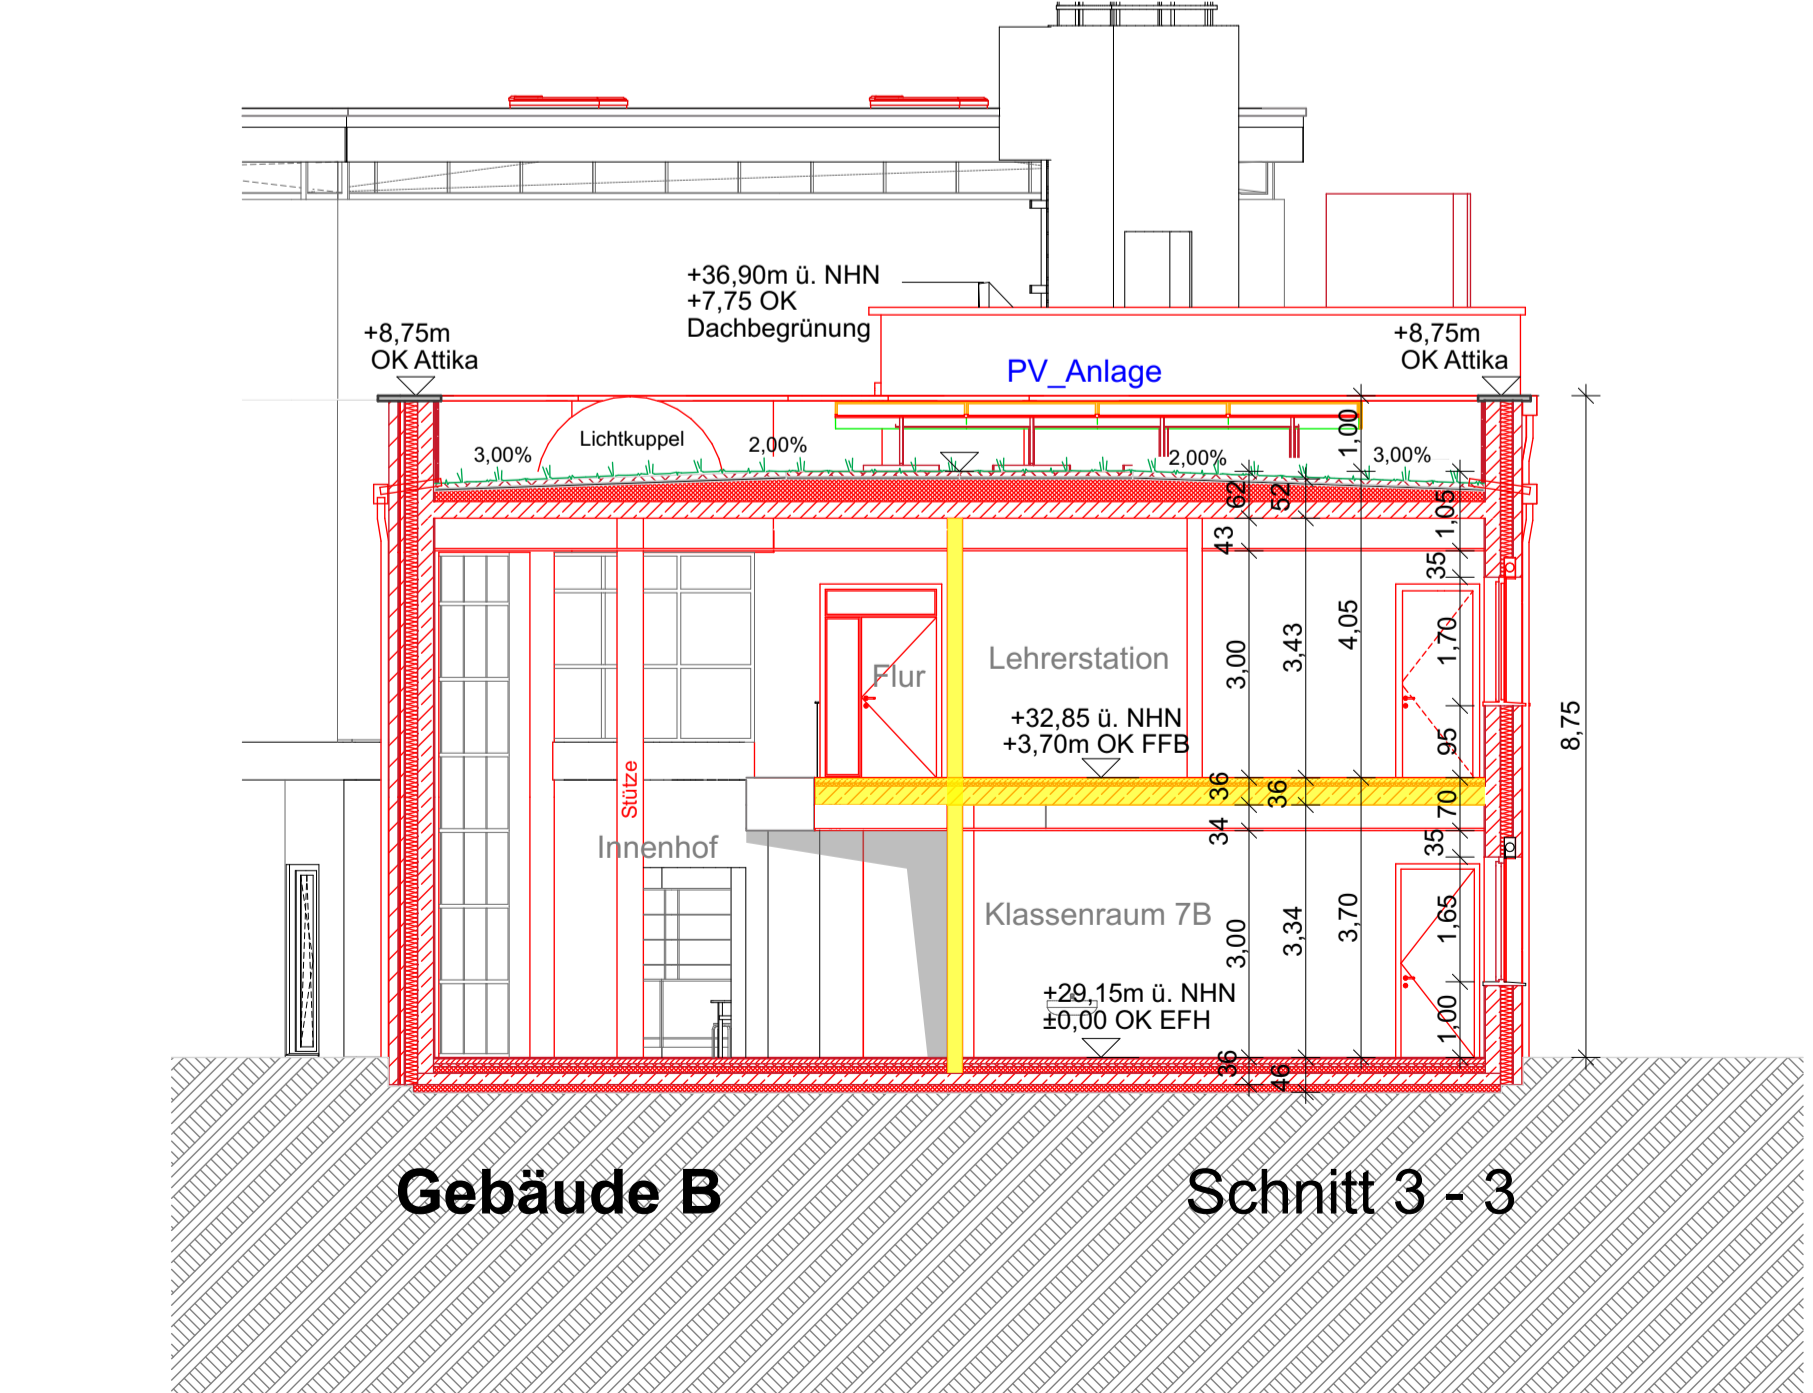 +36,90m ü. NHN
+7,75 OK
Dachbegrünung
+8,75m
OK Attika
+8,75m
OK Attika
PV_Anlage
Lichtkuppel
3,00%
2,00%
2,00%
3,00%
1,00
62
52
1,05
43
35
3,00
3,43
4,05
1,70
95
8,75
Flur
Lehrerstation
+32,85 ü. NHN
+3,70m OK FFB
Stütze
36
36
70
34
35
Innenhof
Klassenraum 7B
3,00
3,34
3,70
1,65
+29,15m ü. NHN
±0,00 OK EFH
1,00
36
46
Gebäude B
Schnitt 3 - 3